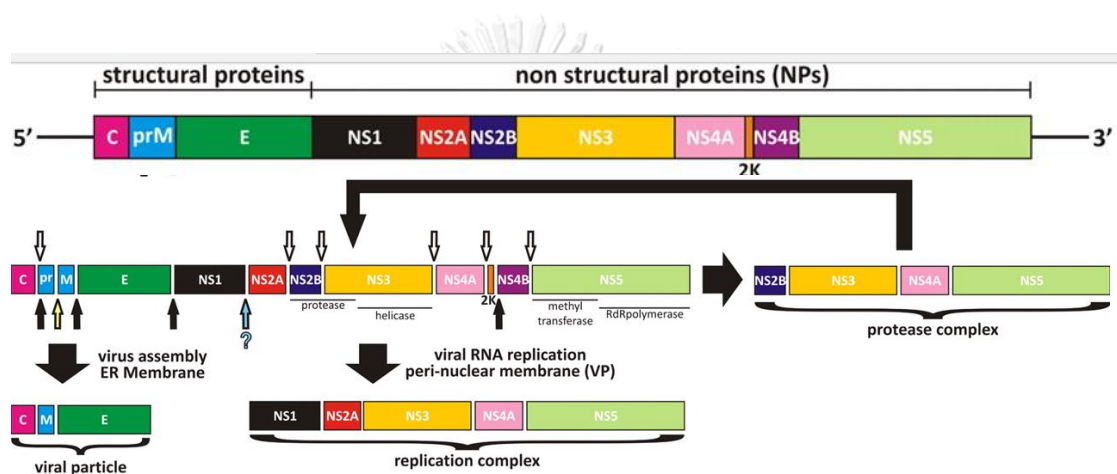 structural proteins non structural proteins (NPs)
5’ C prM E NS1 NS2A NS2B NS3 NS4A NS4B NS5 3’
2K
C pr M E NS1 NS2A NS2B NS3 NS4A NS4B NS5
2K
protease
helicase
methyl
transferase
RdRpolymerase
?
NS2B NS3 NS4A NS5
protease complex
virus assembly
ER Membrane
viral RNA replication
peri-nuclear membrane (VP)
C M E
viral particle
NS1 NS2A NS3 NS4A NS5
replication complex